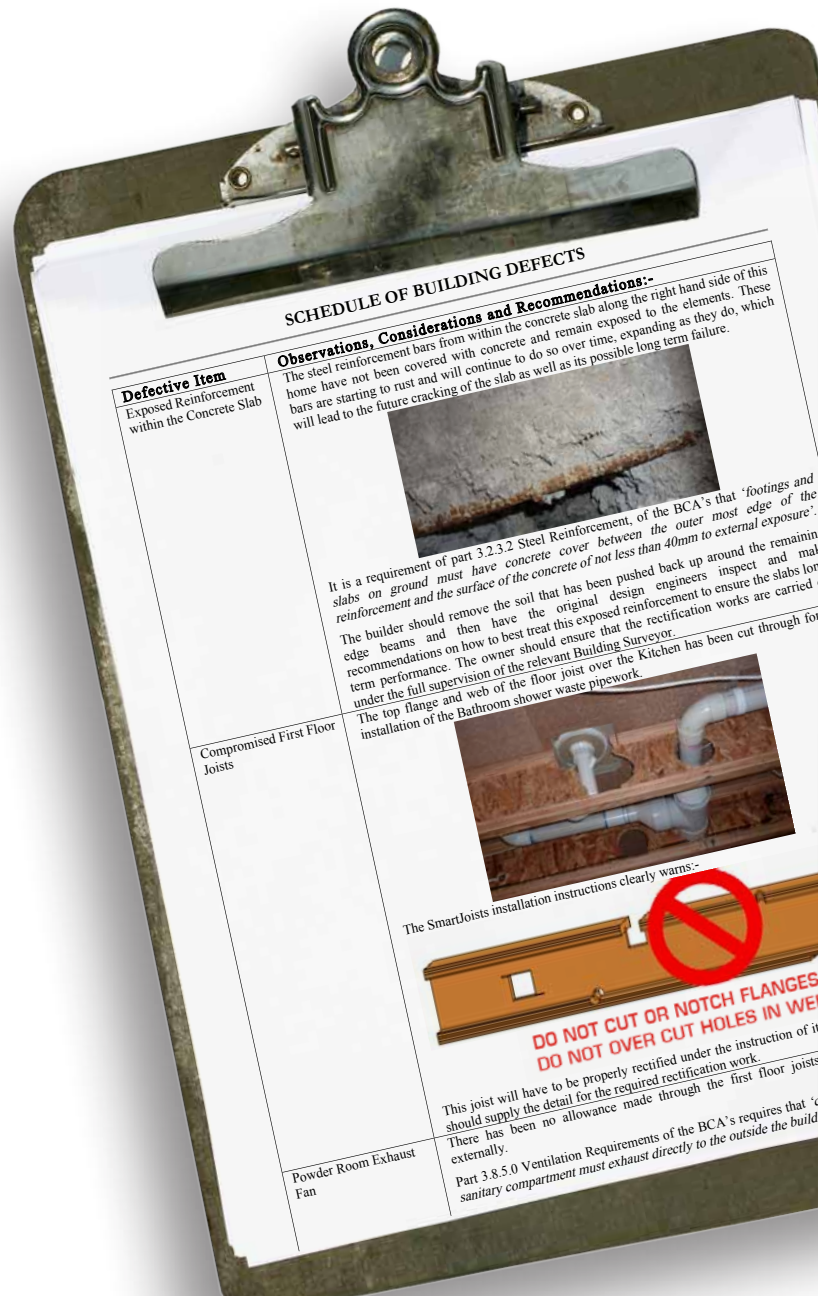 SCHEDULE OF BUILDING DEFECTS
Defective Item
Observations, Considerations and Recommendations:-
Exposed Reinforcement
within the Concrete Slab
The steel reinforcement bars from within the concrete slab along the right hand side of this
home have not been covered with concrete and remain exposed to the elements. These
bars are starting to rust and will continue to do so over time, expanding as they do, which
will lead to the future cracking of the slab as well as its possible long term failure.
It is a requirement of part 3.2.3.2 Steel Reinforcement, of the BCA's that ‘footings and
slabs on ground must have concrete cover between the outer most edge of the
reinforcement and the surface of the concrete of not less than 40mm to external exposure’.
The builder should remove the soil that has been pushed back up around the
edge beams and then have the original design engineers inspect and
recommendations on how to best treat this exposed reinforcement to ensure the slabs
term performance. The owner should ensure that the rectification works are carried
under the full supervision of the relevant Building Surveyor.
Compromised First Floor
Joists
The top flange and web of the floor joist over the Kitchen has been cut through for
installation of the Bathroom shower waste pipework.
The SmartJoists installation instructions clearly warns:-
DO NOT CUT OR NOTCH FLANGES
DO NOT OVER CUT HOLES IN
This joist will have to be properly rectified under the instruction of
should supply the detail for the required rectification work.
Powder Room Exhaust
Fan
There has been no allowance made through the first floor joists
externally.
Part 3.8.5.0 Ventilation Requirements of the BCA's requires that
sanitary compartment must exhaust directly to the outside the